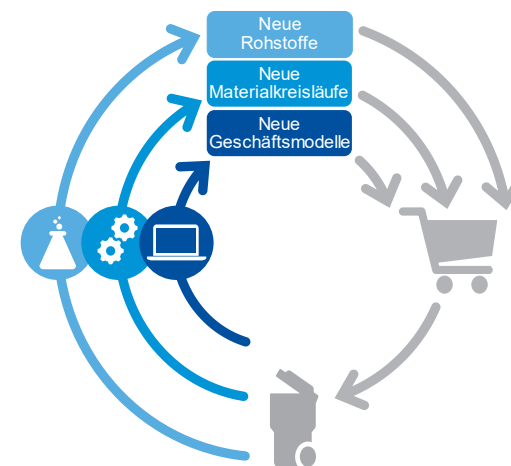 Neue
Rohstoffe
Neue
Materialkreisläufe
Neue
Geschäftsmodelle